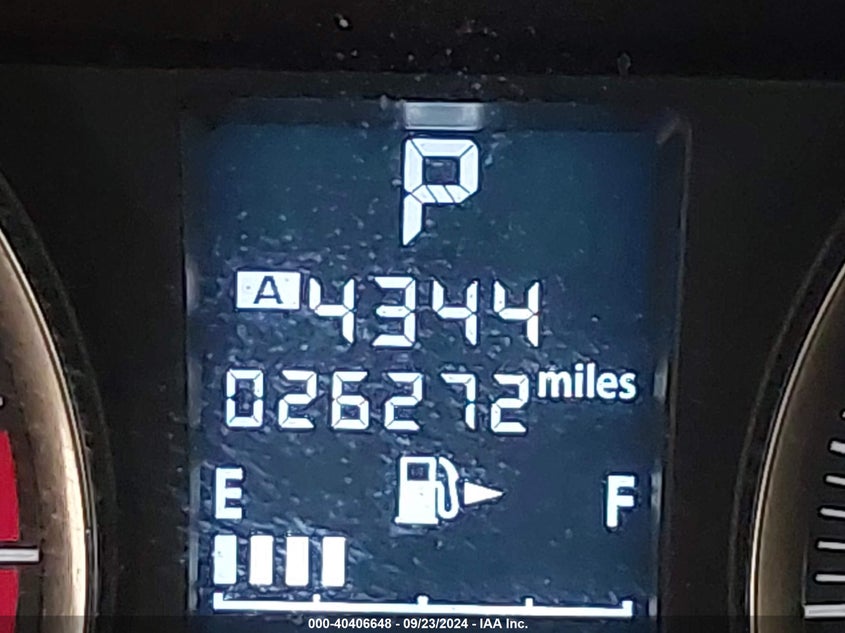 P
A 4344
026272 miles
E F
000-40406648 - 09/23/2024 - IAA Inc.